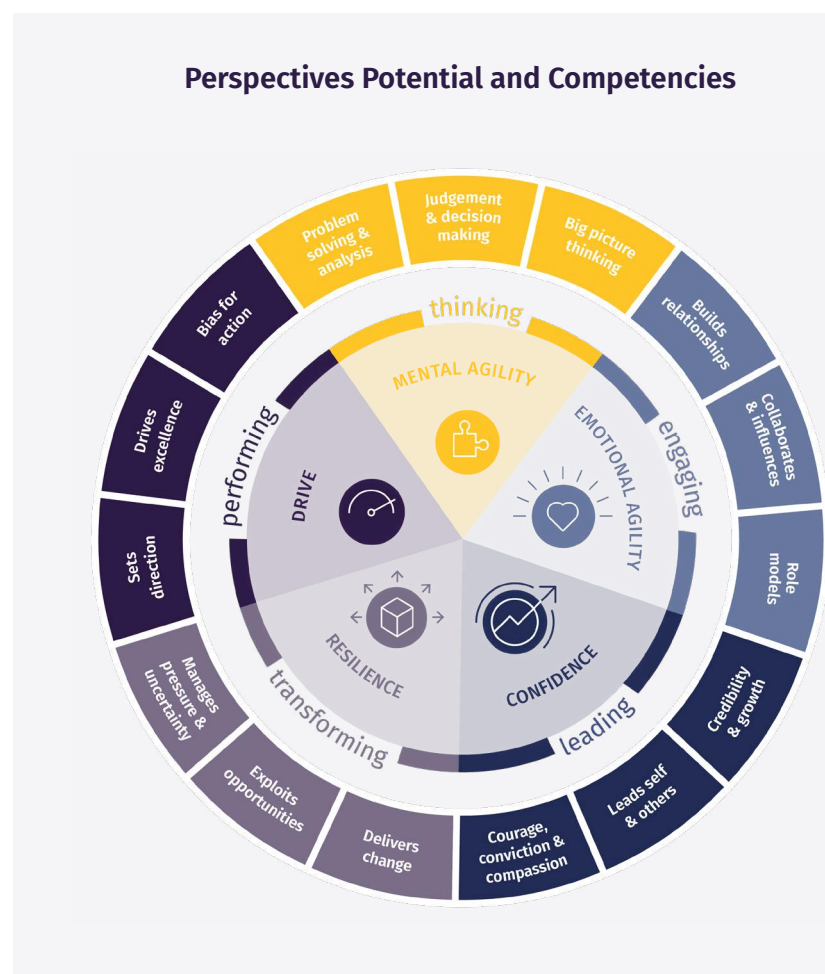 Perspectives Potential and Competencies
Problem
solving &
analysis
Judgement
& decision
making
Big picture
thinking
Builds
relationships
Collaborates
& influences
Role
models
Credibility
& growth
Leads self
& others
Courage,
conviction &
compassion
Delivers
change
Exploits
opportunities
Manages
pressure &
uncertainty
Sets
direction
Drives
excellence
Bias for
action
thinking
engaging
leading
transforming
performing
MENTAL AGILITY
EMOTIONAL AGILITY
CONFIDENCE
RESILIENCE
DRIVE